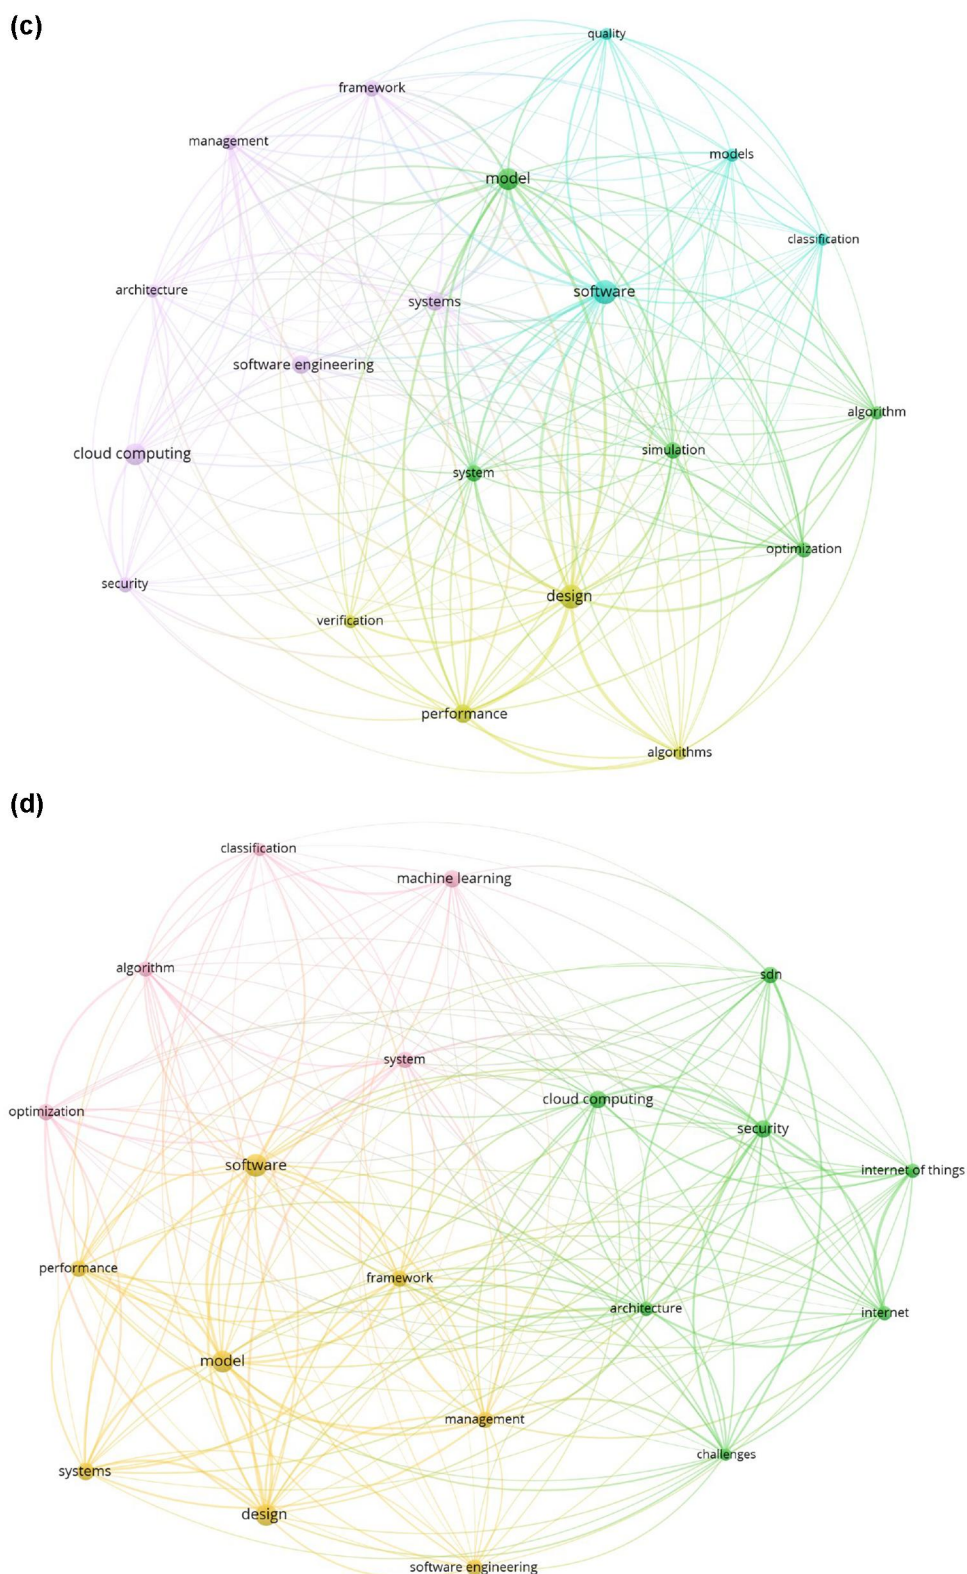 (c)
quality
framework
management
models
model
classification
architecture
systems
software
software engineering
algorithm
cloud computing
simulation
system
optimization
security
design
verification
performance
algorithms
(d)
classification
machine learning
algorithm
sdn
system
cloud computing
optimization
security
software
internet of things
performance
framework
architecture
internet
model
management
challenges
systems
design
software engineering